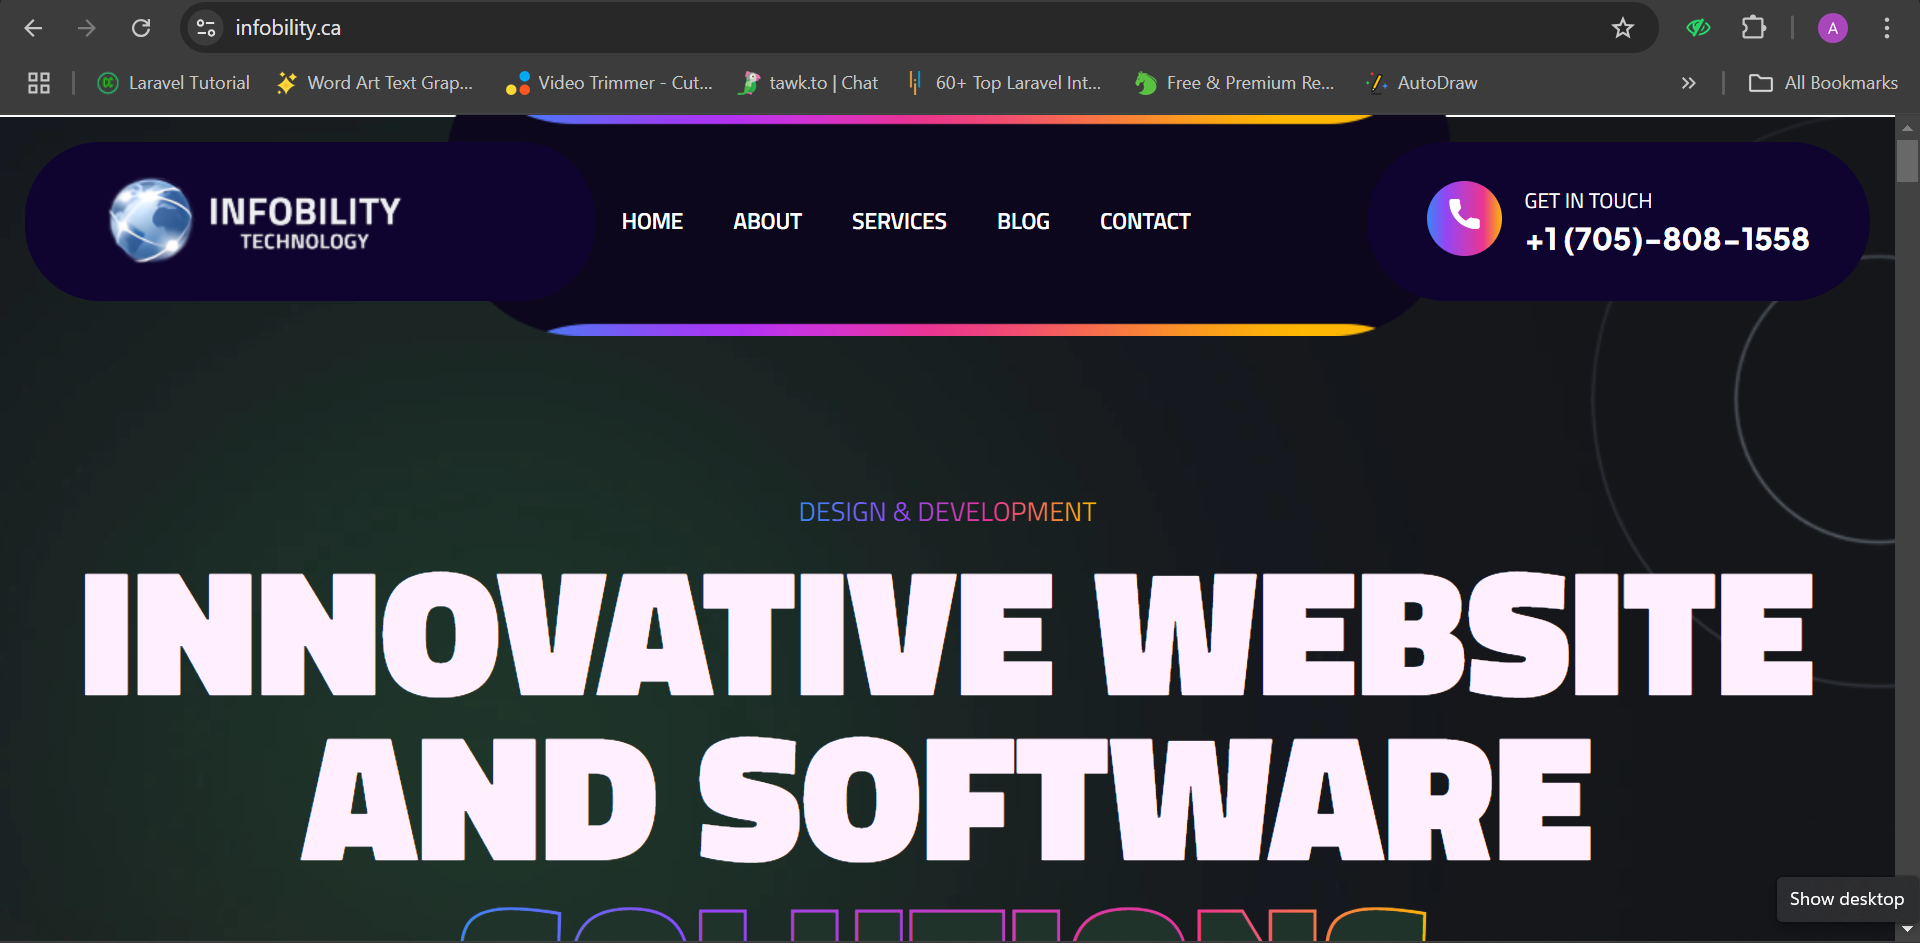 infobility.ca
A
Laravel Tutorial
Word Art Text Grap...
Video Trimmer - Cut...
tawk.to | Chat
60+ Top Laravel Int...
Free & Premium Re...
AutoDraw
All Bookmarks
INFOBILITY
TECHNOLOGY
HOME
ABOUT
SERVICES
BLOG
CONTACT
GET IN TOUCH
+1 (705)-808-1558
DESIGN & DEVELOPMENT
INNOVATIVE WEBSITE
AND SOFTWARE
SOLUTIONS
Show desktop